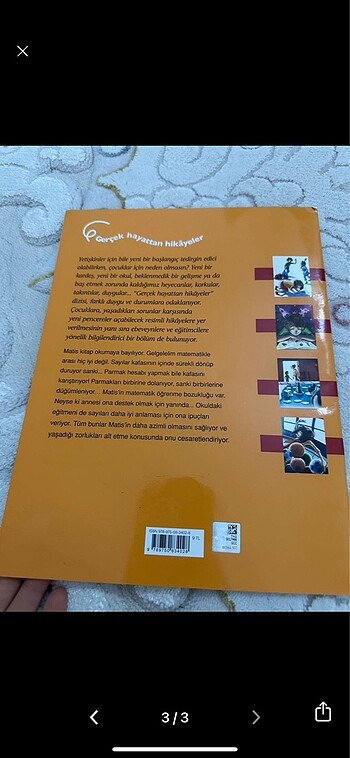 Gerçek hayattan hikâyeler
Yetişkinler için bile yeni bir başlangıç tedirgin edici
olabilirken, çocuklar için neden olmasın? Yeni bir
kardeş, yeni bir okul, beklenmedik bir gelişme ya da
baş etmek zorunda kaldığımız heyecanlar, korkular,
takıntılar, duygular... "Gerçek hayattan hikâyeler"
dizisi, farklı duygu ve durumlara odaklanıyor.
Çocuklara, yaşadıkları sorunlar karşısında
yeni pencereler açabilecek resimli hikâyelere yer
verilmesinin yanı sıra ebeveynlere ve eğitimcilere
yönelik bilgilendirici bir bölüm de bulunuyor.
Matis kitap okumaya bayılıyor. Gelgelelim matematikle
arası hiç iyi değil. Sayılar kafasının içinde sürekli dönüp
duruyor sanki... Parmak hesabı yapmak bile kafasını
karıştırıyor! Parmakları birbirine dolanıyor, sanki birbirlerine
düğümleniyor... Matis'in matematik öğrenme bozukluğu var.
Neyse ki annesi ona destek olmak için yanında... Okuldaki
eğitmeni de sayıları daha iyi anlaması için ona ipuçları
veriyor. Tüm bunlar Matis'in daha azimli olmasını sağlıyor ve
yaşadığı zorlukları alt etme konusunda onu cesaretlendiriyor.
3/3